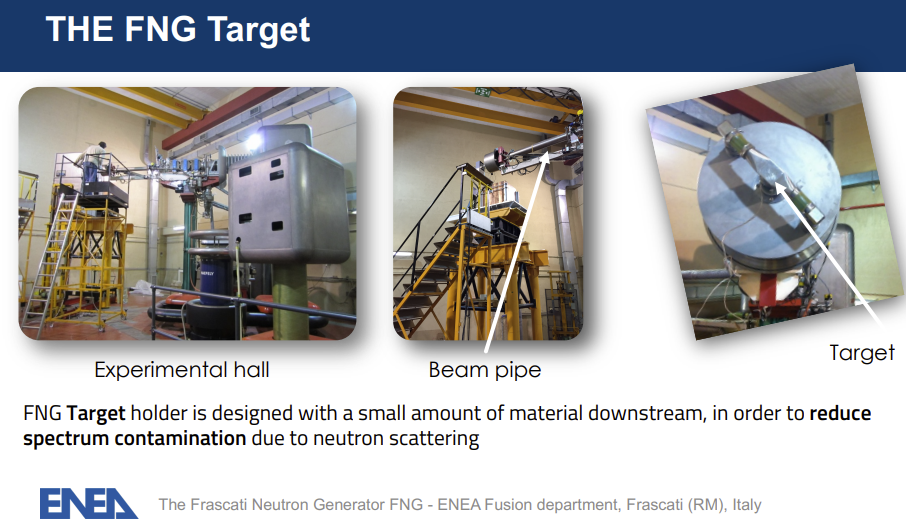 THE FNG Target
Experimental hall
Beam pipe
Target
FNG Target holder is designed with a small amount of material downstream, in order to reduce
spectrum contamination due to neutron scattering
ENEA
The Frascati Neutron Generator FNG - ENEA Fusion department, Frascati (RM), Italy